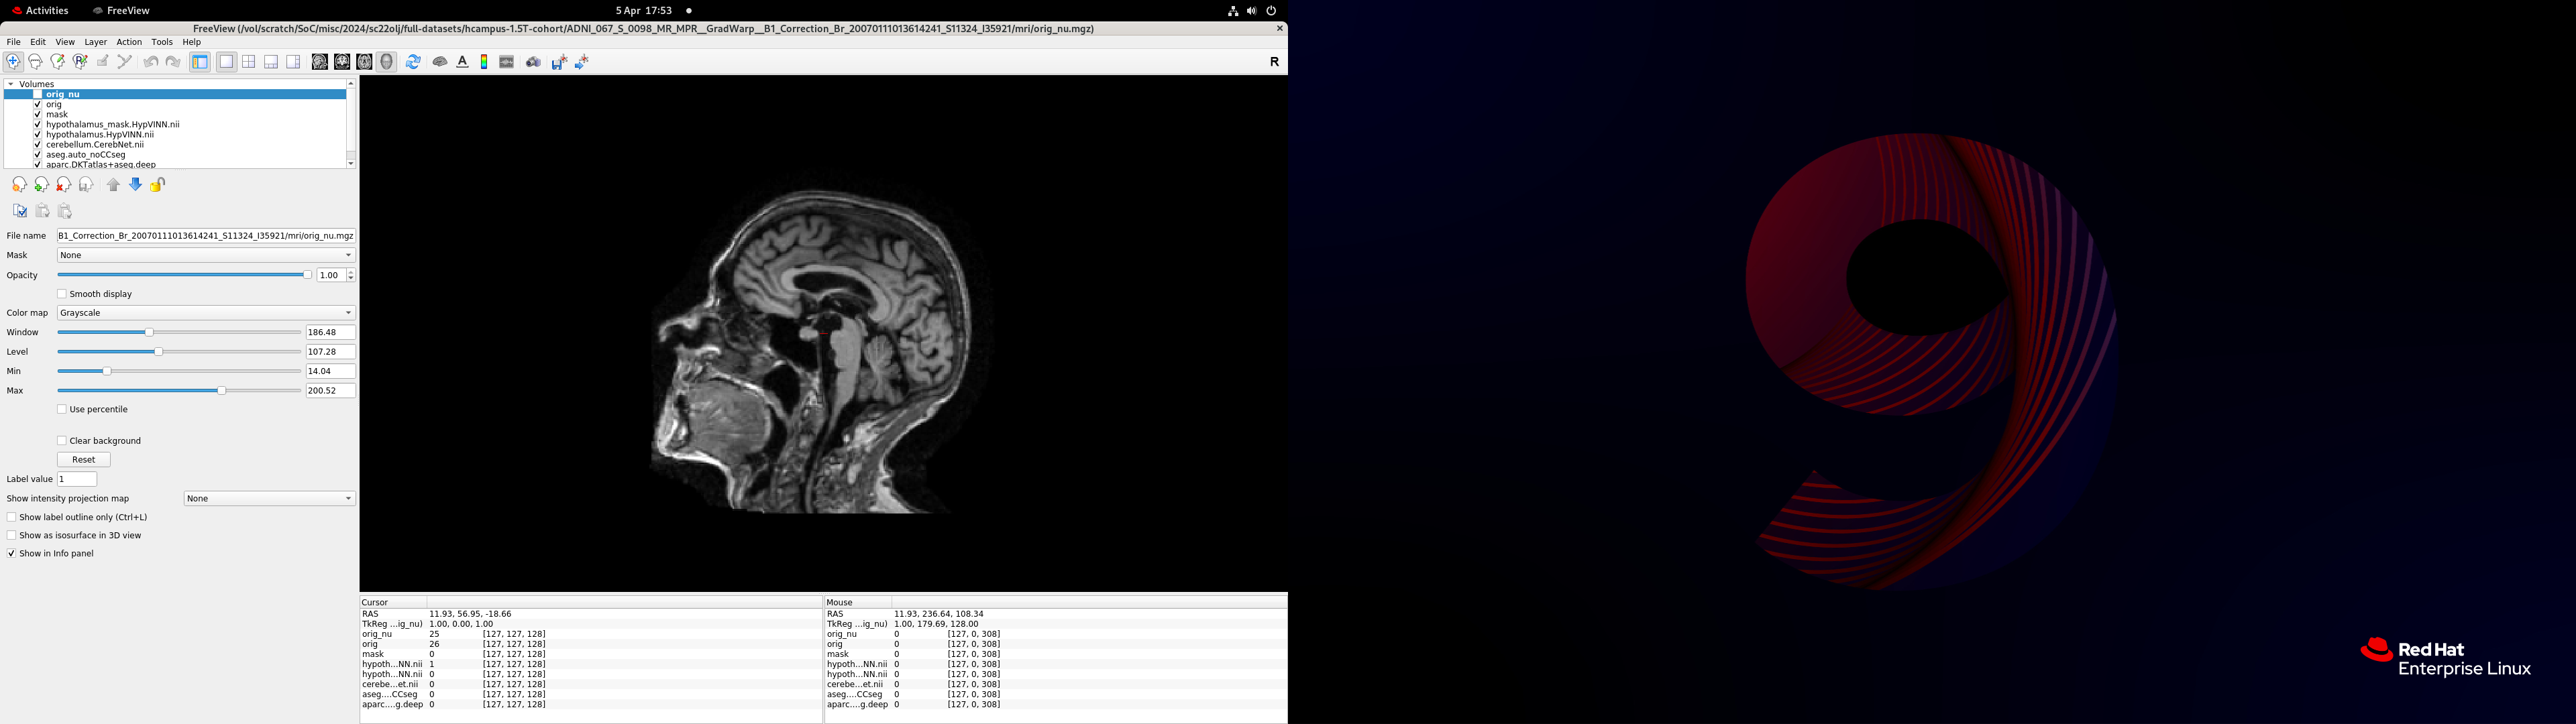 Activities FreeView 5 Apr 17:53
FreeView (/vol/scratch/SoC/misc/2024/sc22olj/full-datasets/hcampus-1.5T-cohort/ADNI_067_S_0098_MR_MPR__GradWarp__B1_Correction_Br_20070111013614241_S11324_I35921/mri/orig_nu.mgz)
File Edit View Layer Action Tools Help
R
Volumes
orig_nu
orig
mask
hypothalamus_mask.HypVINN.nii
hypothalamus.HypVINN.nii
cerebellum.CerebNet.nii
aseg.auto_noCCseg
aparc.DKTatlas+aseg.deep
File name B1_Correction_Br_20070111013614241_S11324_I35921/mri/orig_nu.mgz
Mask None
Opacity 1.00
Smooth display
Color map Grayscale
Window 186.48
Level 107.28
Min 14.04
Max 200.52
Use percentile
Clear background
Reset
Label value 1
Show intensity projection map None
Show label outline only (Ctrl+L)
Show as isosurface in 3D view
Show in Info panel
Cursor
RAS 11.93, 56.95, -18.66
TkReg ...ig_nu) 1.00, 0.00, 1.00
orig_nu 25 [127, 127, 128]
orig 26 [127, 127, 128]
mask 0 [127, 127, 128]
hypoth...NN.nii 1 [127, 127, 128]
hypoth...NN.nii 0 [127, 127, 128]
cerebe...et.nii 0 [127, 127, 128]
aseg....CCseg 0 [127, 127, 128]
aparc....g.deep 0 [127, 127, 128]
Mouse
RAS 11.93, 236.64, 108.34
TkReg ...ig_nu) 1.00, 179.69, 128.00
orig_nu 0 [127, 0, 308]
orig 0 [127, 0, 308]
mask 0 [127, 0, 308]
hypoth...NN.nii 0 [127, 0, 308]
hypoth...NN.nii 0 [127, 0, 308]
cerebe...et.nii 0 [127, 0, 308]
aseg....CCseg 0 [127, 0, 308]
aparc....g.deep 0 [127, 0, 308]
9
Red Hat
Enterprise Linux